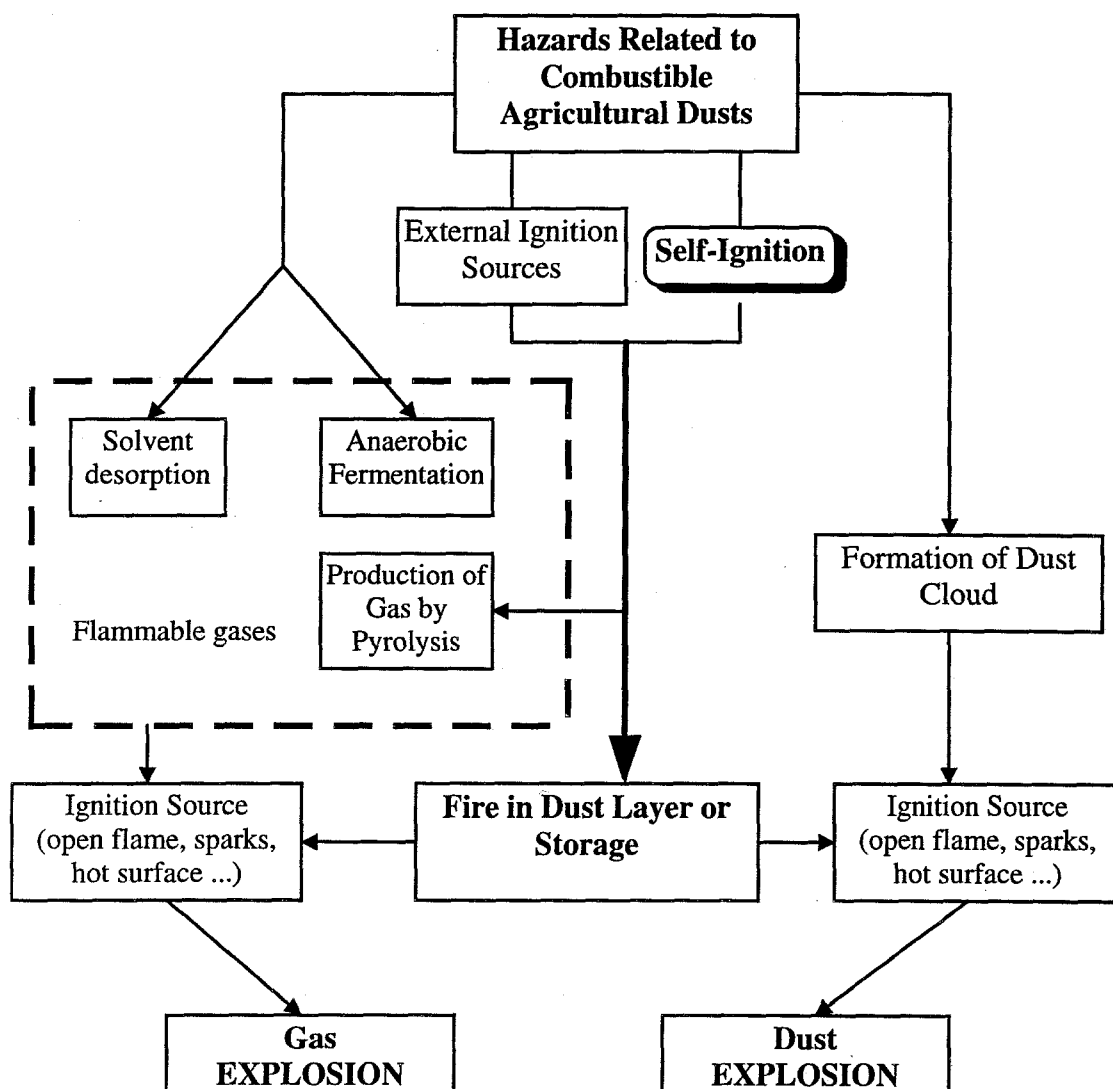 Hazards Related to
Combustible
Agricultural Dusts
External Ignition
Sources
Self-Ignition
Solvent
desorption
Anaerobic
Fermentation
Production of
Gas by
Pyrolysis
Flammable gases
Formation of Dust
Cloud
Ignition Source
(open flame, sparks,
hot surface ...)
Fire in Dust Layer or
Storage
Ignition Source
(open flame, sparks,
hot surface ...)
Gas
EXPLOSION
Dust
EXPLOSION